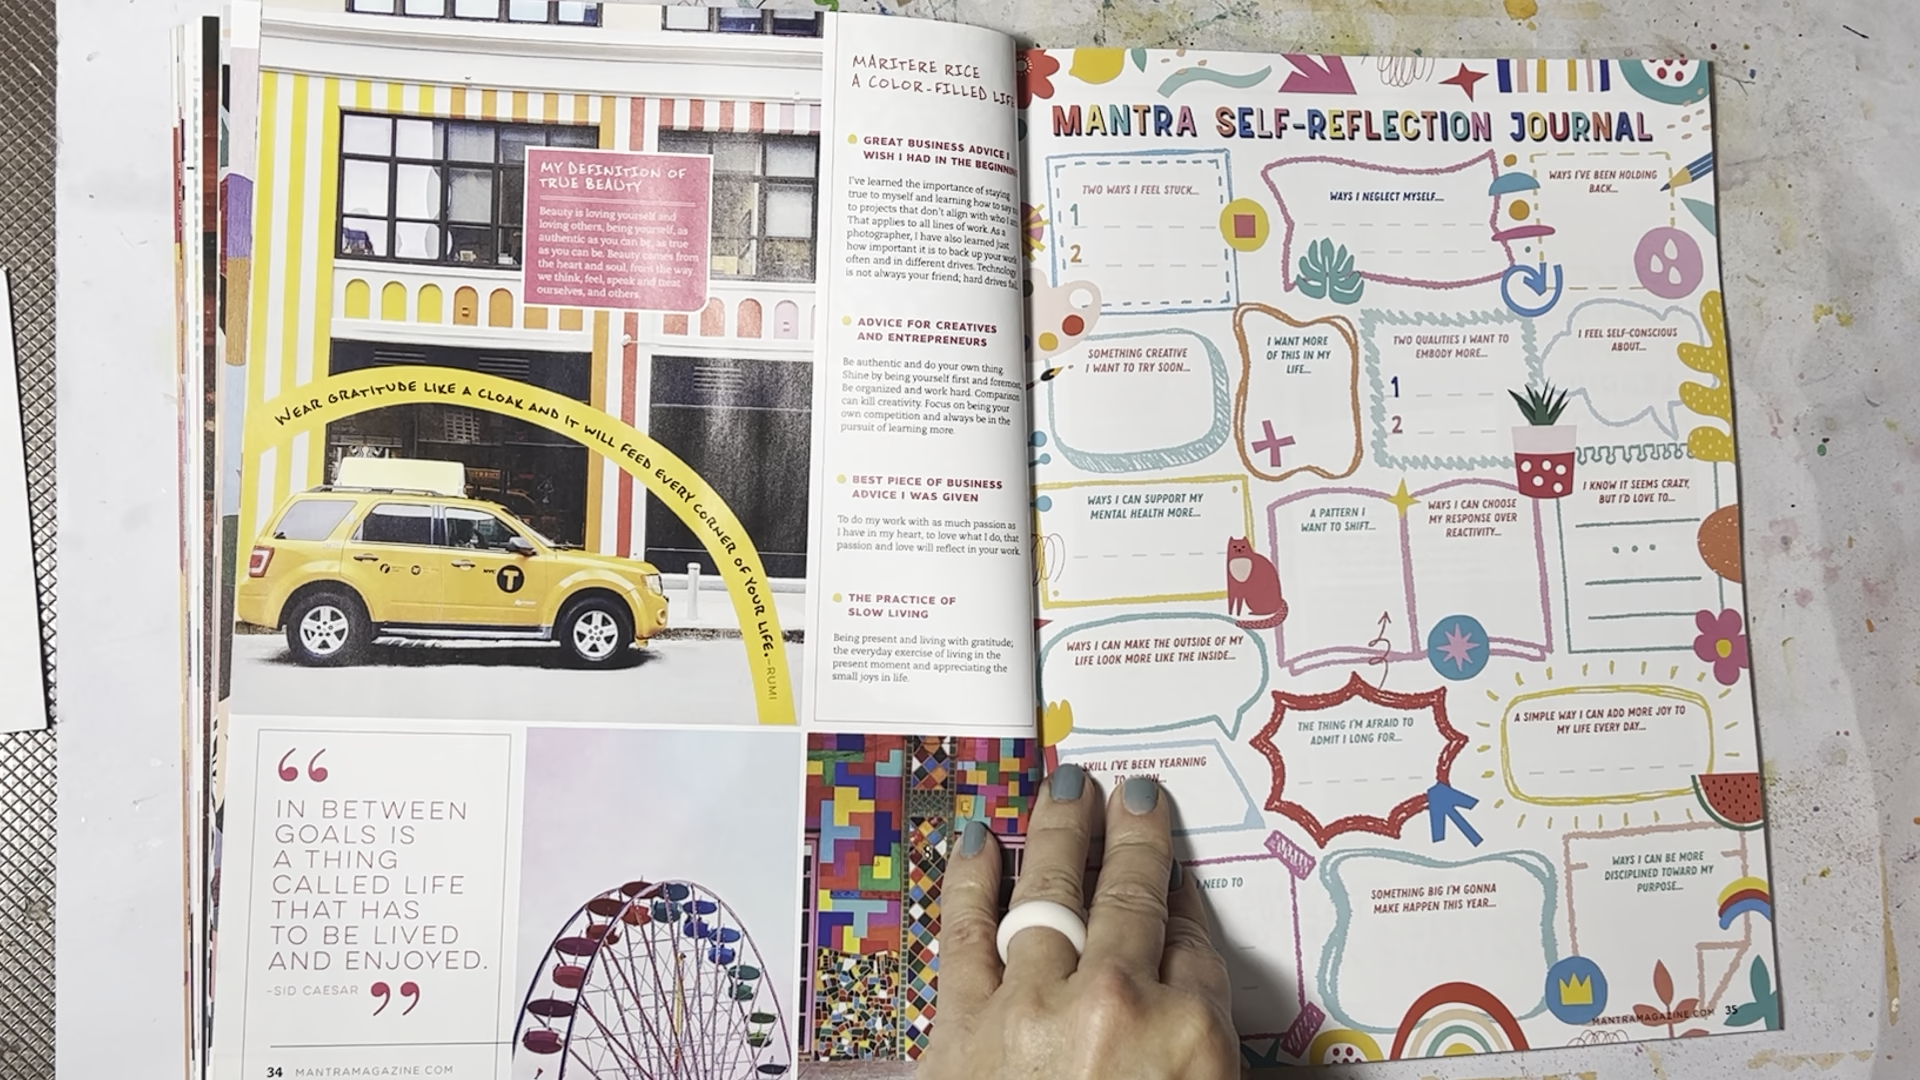 MARITERE RICE
A COLOR-FILLED LIFE
MY DEFINITION OF
TRUE BEAUTY
Beauty is loving yourself and
loving others, being yourself, as
authentic as you can be, as true
as you can be. Beauty comes from
the heart and soul, from the way
we think, feel, speak and treat
ourselves, and others.
GREAT BUSINESS ADVICE I
WISH I HAD IN THE BEGINNING
I've learned the importance of staying
true to myself and learning how to say
to projects that don't align with who I am.
That applies to all lines of work. As a
photographer, I have also learned just
how important it is to back up your work
often and in different drives. Technology
is not always your friend; hard drives fail.
ADVICE FOR CREATIVES
AND ENTREPRENEURS
Be authentic and do your own thing.
Shine by being yourself first and foremost.
Be organized and work hard. Comparison
can kill creativity. Focus on being your
own competition and always be in the
pursuit of learning more.
BEST PIECE OF BUSINESS
ADVICE I WAS GIVEN
To do my work with as much passion as
I have in my heart, to love what I do, that
passion and love will reflect in your work.
THE PRACTICE OF
SLOW LIVING
Being present and living with gratitude;
the everyday exercise of living in the
present moment and appreciating the
small joys in life.
WEAR GRATITUDE LIKE A CLOAK AND IT WILL FEED EVERY CORNER OF YOUR LIFE. -RUMI
NYC T
“
IN BETWEEN
GOALS IS
A THING
CALLED LIFE
THAT HAS
TO BE LIVED
AND ENJOYED.
-SID CAESAR ”
34 MANTRAMAGAZINE.COM
MANTRA SELF-REFLECTION JOURNAL
TWO WAYS I FEEL STUCK...
1
2
WAYS I NEGLECT MYSELF....
WAYS I'VE BEEN HOLDING
BACK...
SOMETHING CREATIVE
I WANT TO TRY SOON...
I WANT MORE
OF THIS IN MY
LIFE...
TWO QUALITIES I WANT TO
EMBODY MORE...
1
2
I FEEL SELF-CONSCIOUS
ABOUT...
WAYS I CAN SUPPORT MY
MENTAL HEALTH MORE...
A PATTERN I
WANT TO SHIFT...
WAYS I CAN CHOOSE
MY RESPONSE OVER
REACTIVITY...
I KNOW IT SEEMS CRAZY,
BUT I'D LOVE TO...
WAYS I CAN MAKE THE OUTSIDE OF MY
LIFE LOOK MORE LIKE THE INSIDE...
THE THING I'M AFRAID TO
ADMIT I LONG FOR...
A SIMPLE WAY I CAN ADD MORE JOY TO
MY LIFE EVERY DAY...
SKILL I'VE BEEN YEARNING
TO
I NEED TO
SOMETHING BIG I'M GONNA
MAKE HAPPEN THIS YEAR...
WAYS I CAN BE MORE
DISCIPLINED TOWARD MY
PURPOSE...
MANTRAMAGAZINE.COM 35